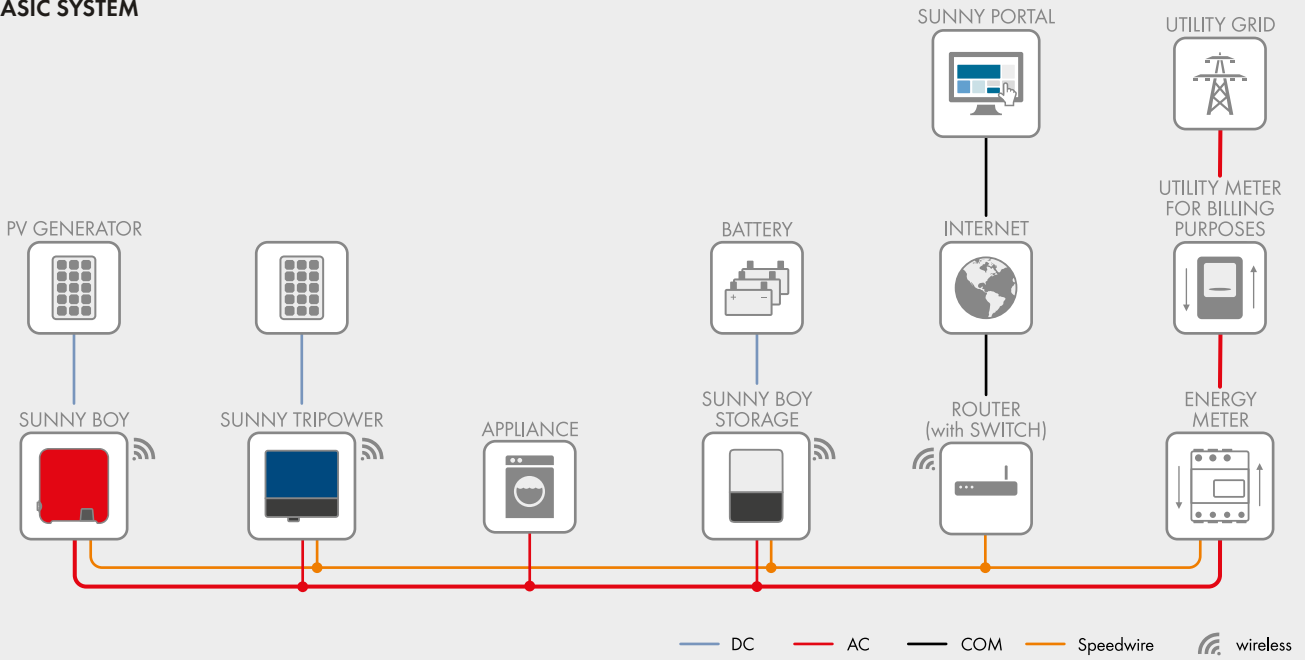 ASIC SYSTEM
SUNNY PORTAL
UTILITY GRID
UTILITY METER
FOR BILLING
PURPOSES
PV GENERATOR
BATTERY
INTERNET
SUNNY BOY
SUNNY TRIPOWER
APPLIANCE
SUNNY BOY
STORAGE
ROUTER
(with SWITCH)
ENERGY
METER
DC
AC
COM
Speedwire
wireless